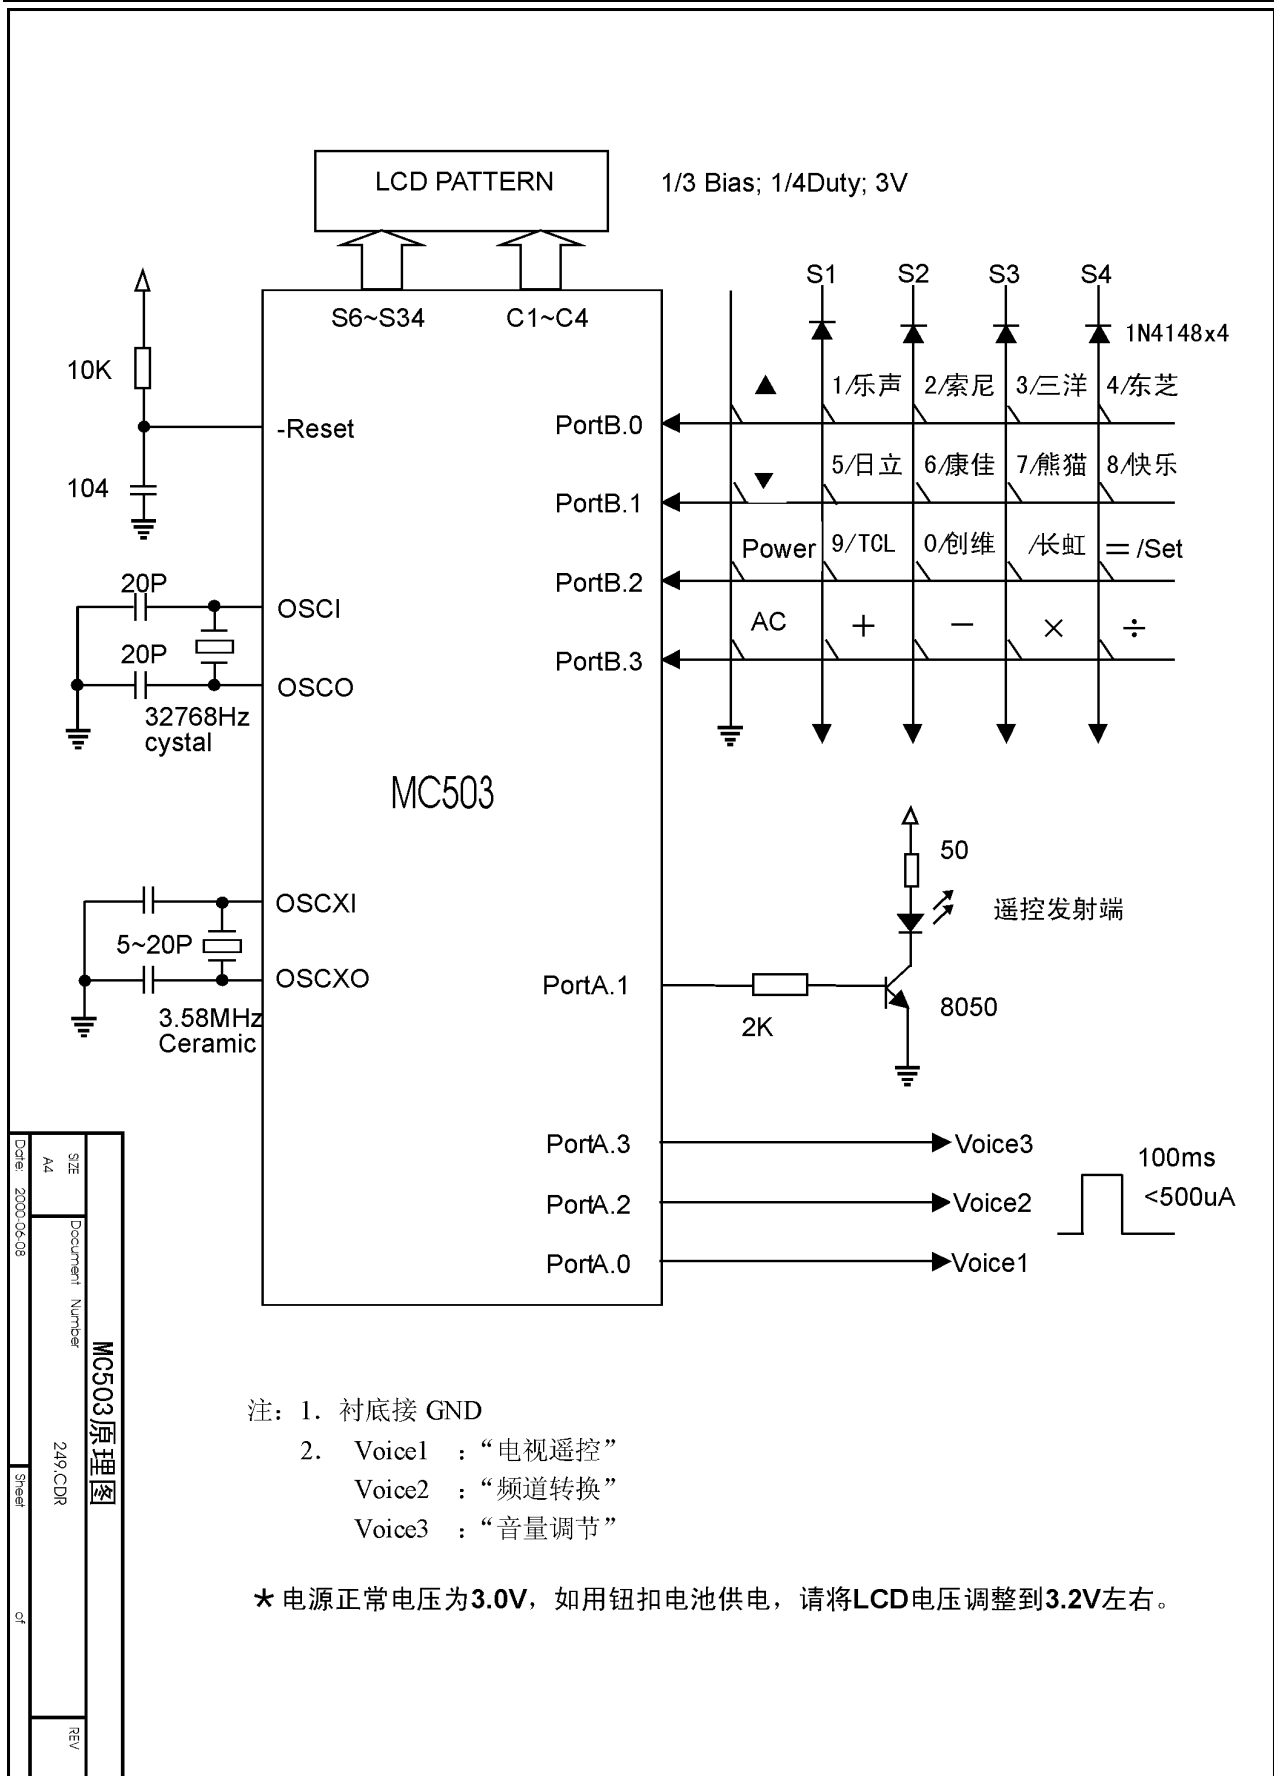 LCD PATTERN
1/3 Bias; 1/4Duty; 3V
S6~S34
C1~C4
S1
S2
S3
S4
1N4148x4
10K
-Reset
104
PortB.0
▲
1/乐声
2/索尼
3/三洋
4/东芝
PortB.1
▼
5/日立
6/康佳
7/熊猫
8/快乐
PortB.2
Power
9/TCL
0/创维
/长虹
= /Set
PortB.3
AC
+
−
×
÷
20P
OSCI
20P
OSCO
32768Hz
cystal
MC503
OSCXI
5~20P
OSCXO
3.58MHz
Ceramic
50
遥控发射端
PortA.1
2K
8050
PortA.3
Voice3
PortA.2
Voice2
PortA.0
Voice1
100ms
<500uA
MC503原理图
SIZE
A4
Document Number
249.CDR
REV
Date: 2000-06-08
Sheet of
注：1. 衬底接 GND
2. Voice1 ：“电视遥控”
Voice2 ：“频道转换”
Voice3 ：“音量调节”
* 电源正常电压为3.0V，如用钮扣电池供电，请将LCD电压调整到3.2V左右。